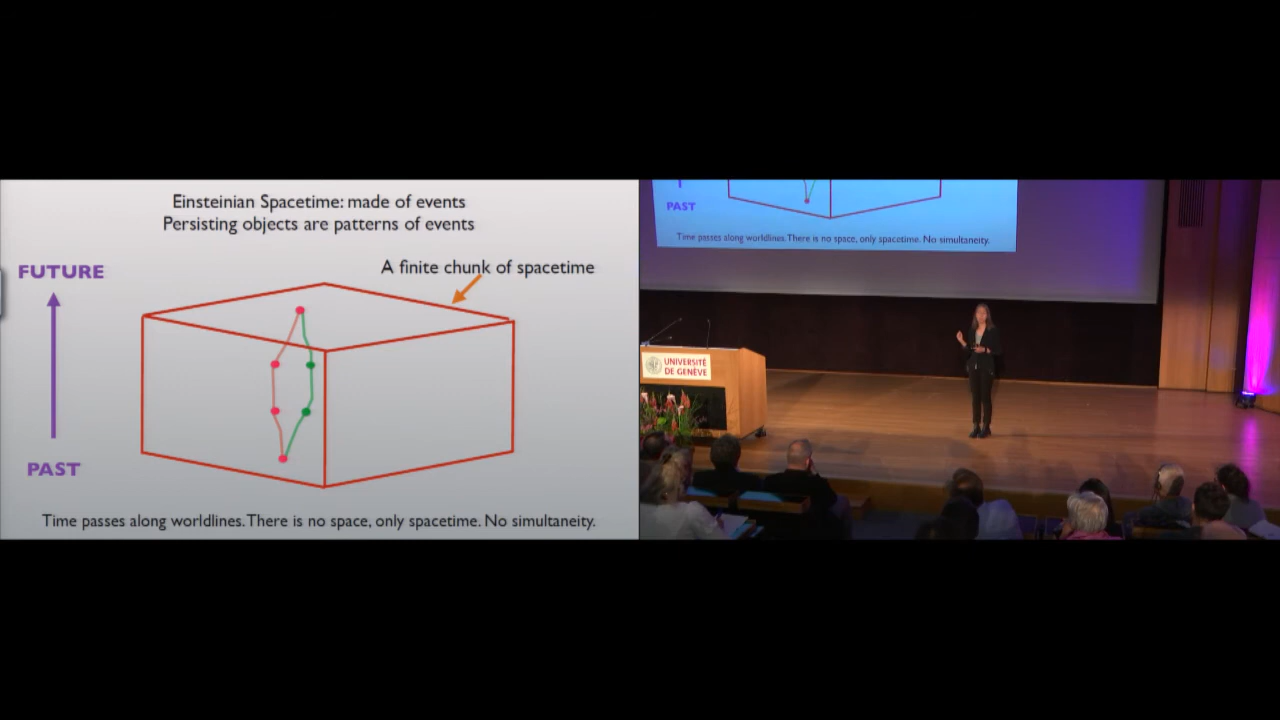 Einsteinian Spacetime: made of events
Persisting objects are patterns of events
A finite chunk of spacetime
FUTURE
PAST
Time passes along worldlines. There is no space, only spacetime. No simultaneity.
PAST
Time passes along worldlines. There is no space, only spacetime. No simultaneity.
UNIVERSITÉ
DE GENÈVE